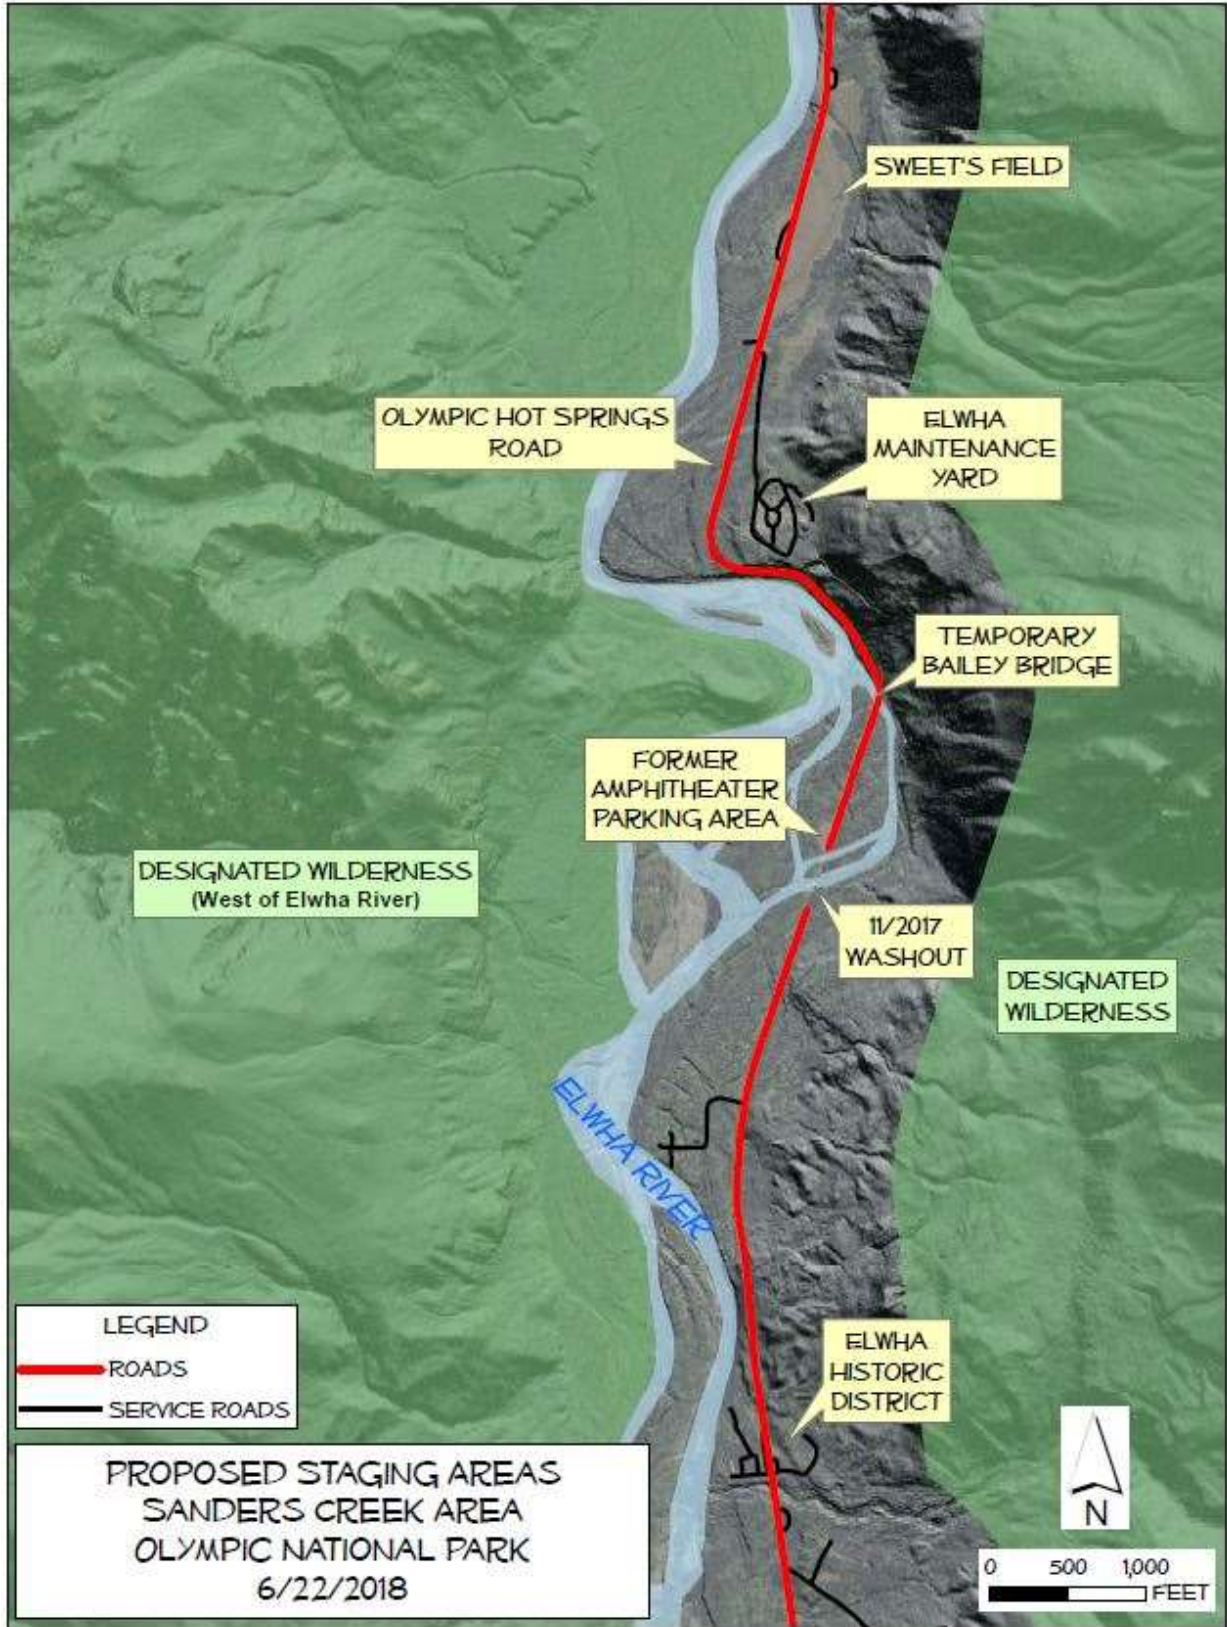 SWEET'S FIELD
OLYMPIC HOT SPRINGS
ROAD
ELWHA
MAINTENANCE
YARD
TEMPORARY
BAILEY BRIDGE
FORMER
AMPHITHEATER
PARKING AREA
DESIGNATED WILDERNESS
(West of Elwha River)
11/2017
WASHOUT
DESIGNATED
WILDERNESS
ELWHA RIVER
ELWHA
HISTORIC
DISTRICT
LEGEND
ROADS
SERVICE ROADS
PROPOSED STAGING AREAS
SANDERS CREEK AREA
OLYMPIC NATIONAL PARK
6/22/2018
N
0 500 1,000
FEET